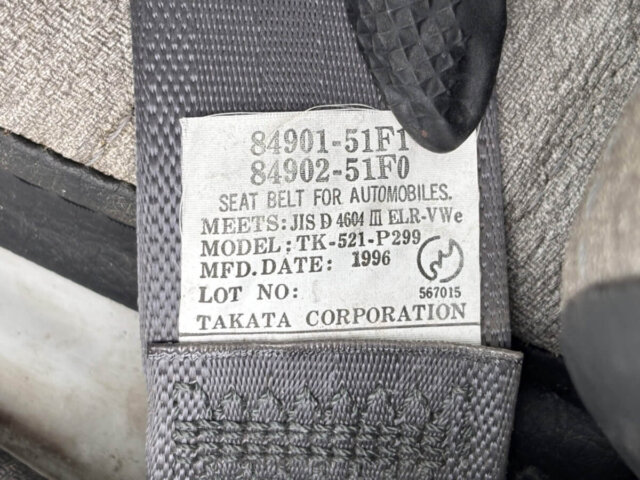 84901-51F1
84902-51F0
SEAT BELT FOR AUTOMOBILES.
MEETS: JIS D 4604 III ELR-VWe
MODEL: TK-521-P299
MFD. DATE: 1996
LOT NO:
567015
TAKATA CORPORATION